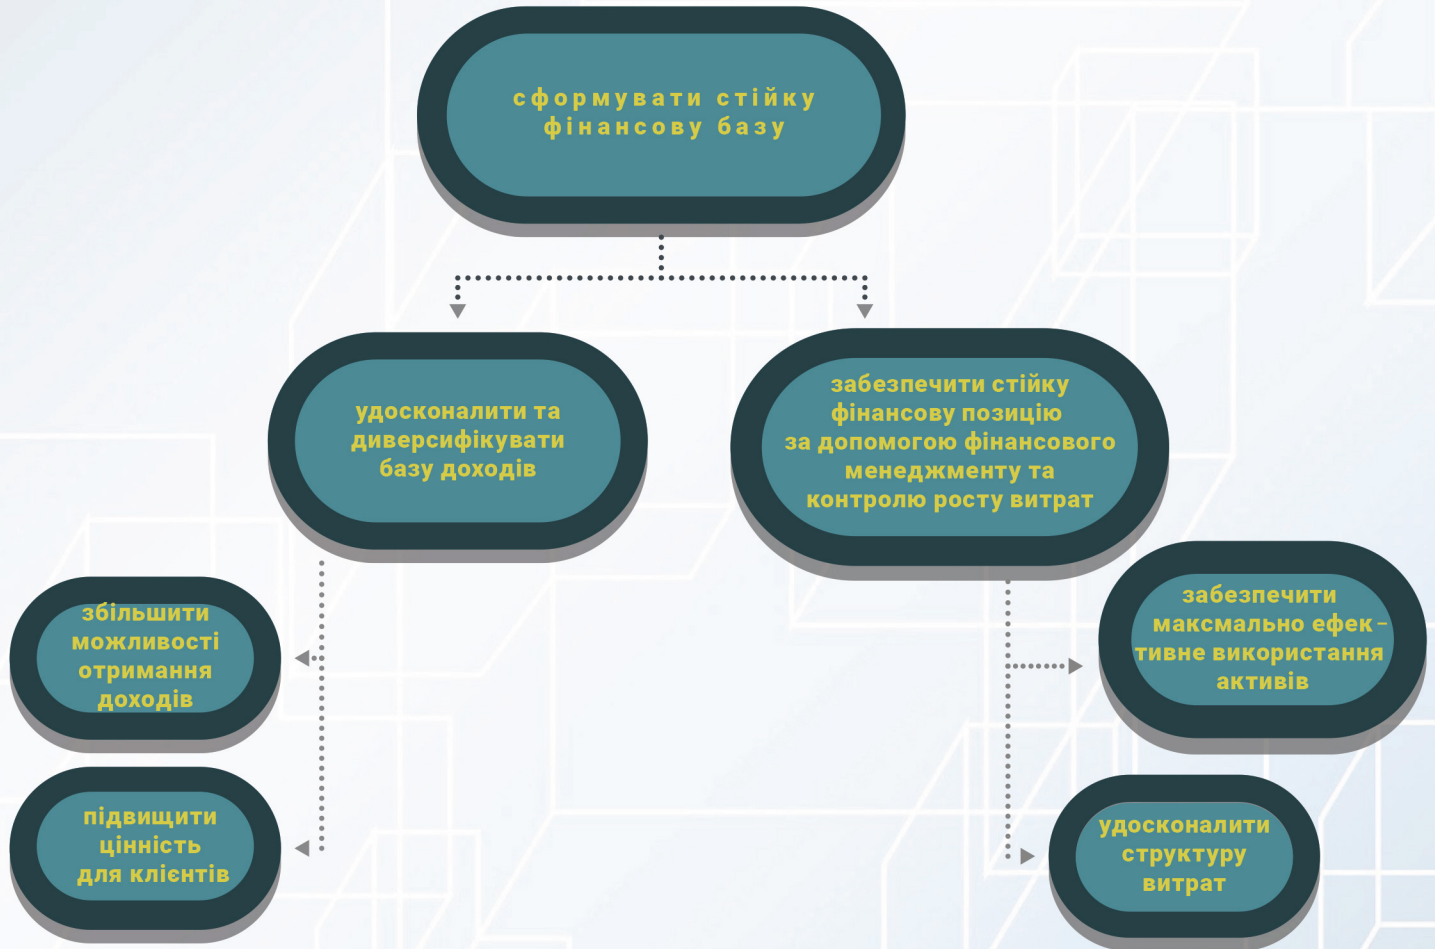 сформувати стійку
фінансову базу
удосконалити та
диверсифікувати
базу доходів
забезпечити стійку
фінансову позицію
за допомогою фінансового
менеджменту та
контролю росту витрат
збільшити
можливості
отримання
доходів
підвищити
цінність
для клієнтів
забезпечити
максмально ефек–
тивне використання
активів
удосконалити
структуру
витрат